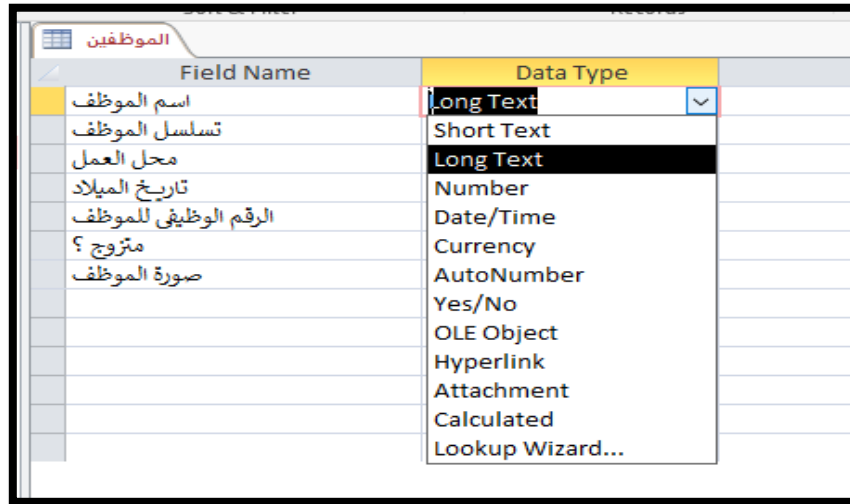 الموظفين
Field Name Data Type
اسم الموظف Long Text
تسلسل الموظف Short Text
محل العمل Long Text
تاريخ الميلاد Number
الرقم الوظيفي للموظف Date/Time
متزوج ؟ Currency
صورة الموظف AutoNumber
Yes/No
OLE Object
Hyperlink
Attachment
Calculated
Lookup Wizard...